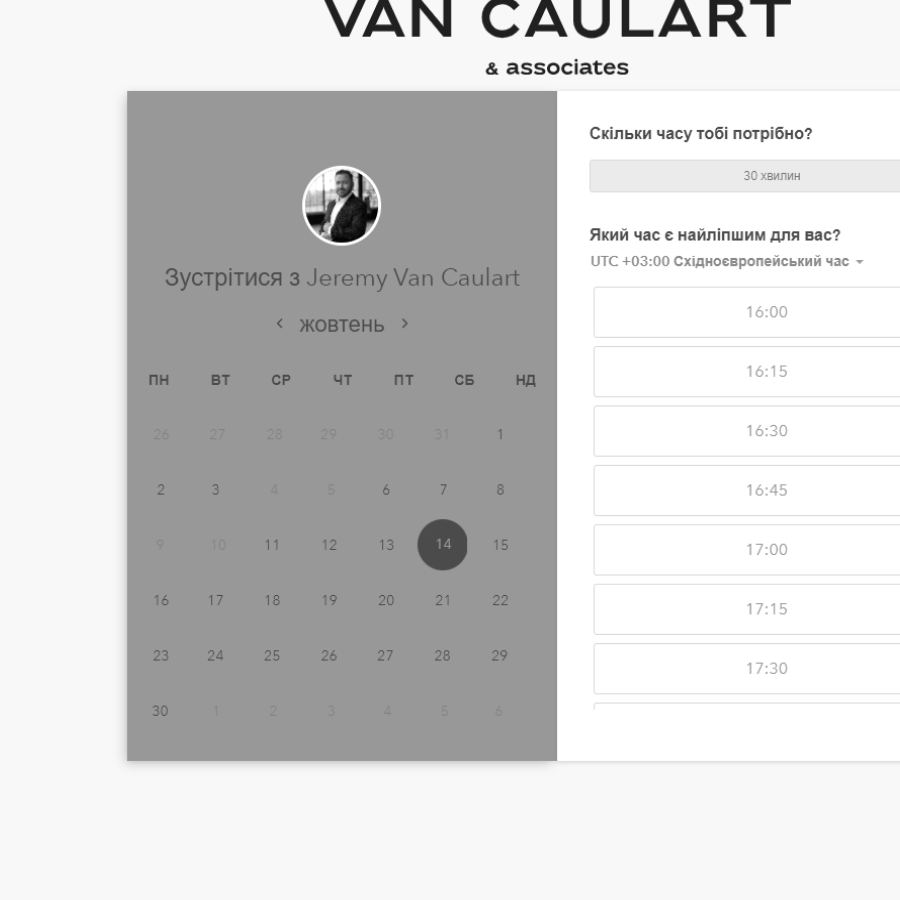 VAN CAULART
& associates
Зустрітися з Jeremy Van Caulart
жовтень
ПН ВТ СР ЧТ ПТ СБ НД
26 27 28 29 30 31 1
2 3 4 5 6 7 8
9 10 11 12 13 14 15
16 17 18 19 20 21 22
23 24 25 26 27 28 29
30 1 2 3 4 5 6
Скільки часу тобі потрібно?
30 хвилин
Який час є найліпшим для вас?
UTC +03:00 Східноєвропейський час
16:00
16:15
16:30
16:45
17:00
17:15
17:30